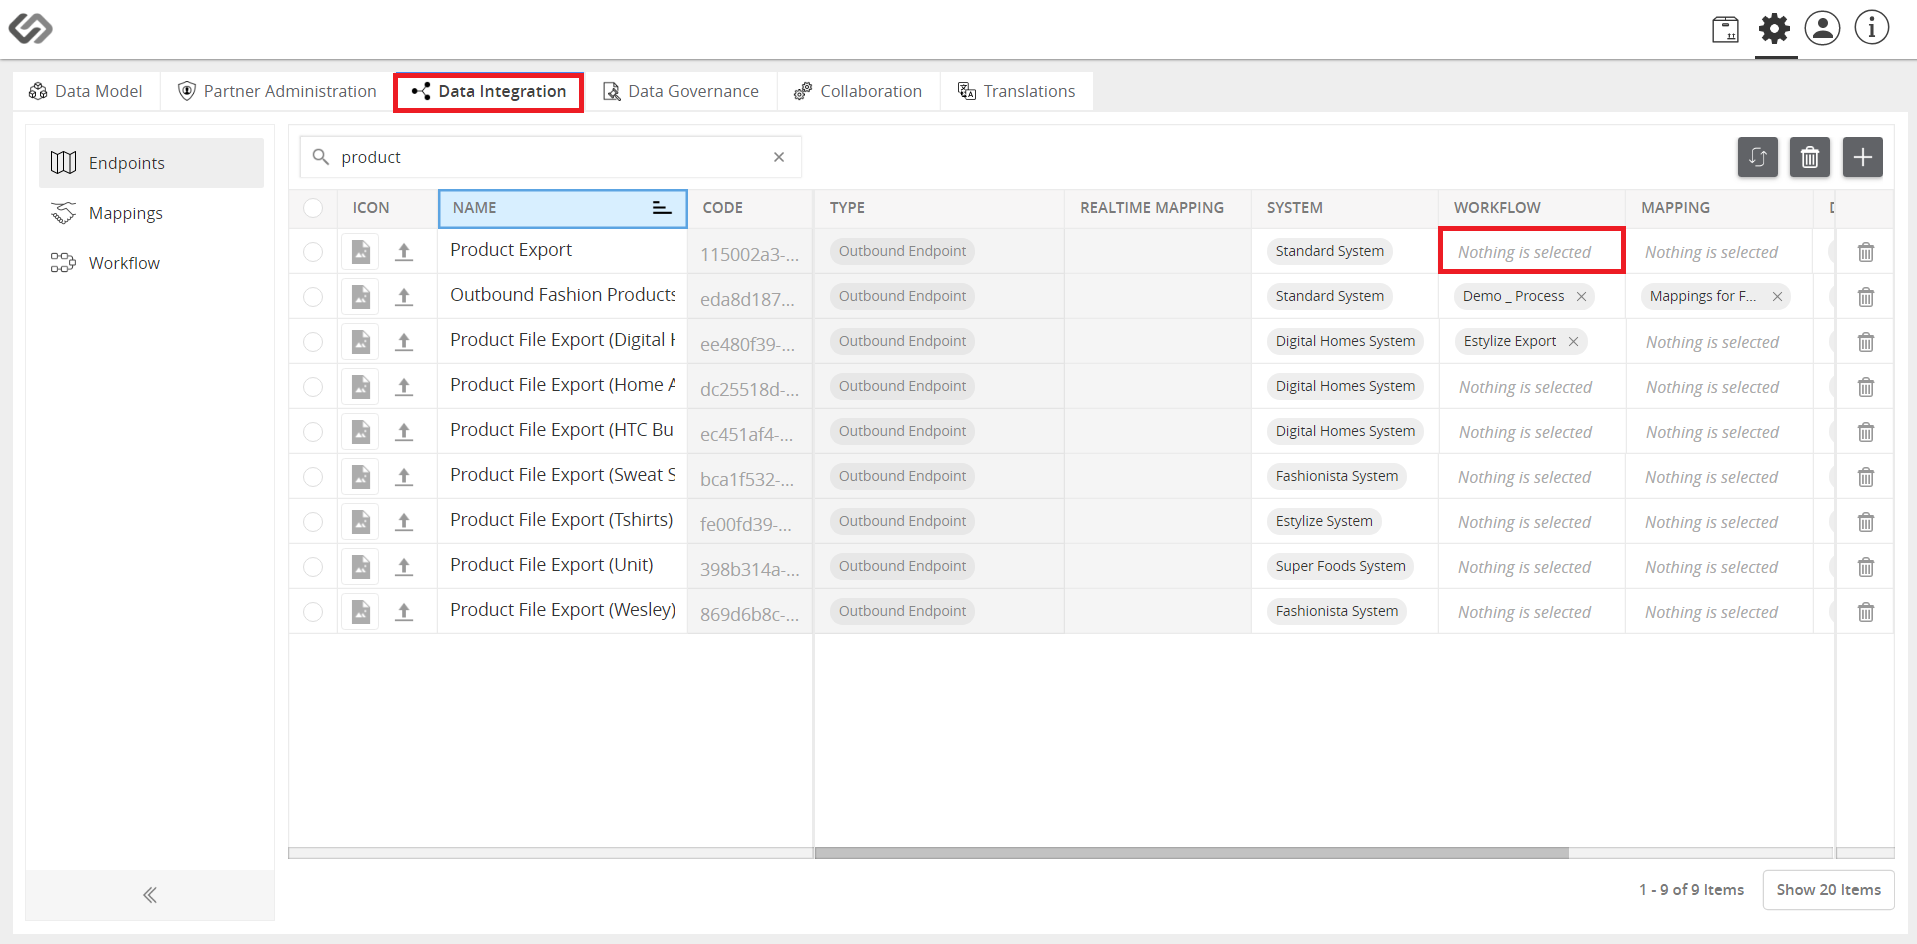 Data Model Partner Administration Data Integration Data Governance Collaboration Translations
Endpoints
Mappings
Workflow
product
ICON NAME CODE TYPE REALTIME MAPPING SYSTEM WORKFLOW MAPPING
Product Export 115002a3-... Outbound Endpoint Standard System Nothing is selected Nothing is selected
Outbound Fashion Products eda8d187... Outbound Endpoint Standard System Demo _ Process Mappings for F...
Product File Export (Digital ee480f39-... Outbound Endpoint Digital Homes System Estylize Export Nothing is selected
Product File Export (Home A dc25518d-... Outbound Endpoint Digital Homes System Nothing is selected Nothing is selected
Product File Export (HTC Bu ec451af4-... Outbound Endpoint Digital Homes System Nothing is selected Nothing is selected
Product File Export (Sweat S bca1f532-... Outbound Endpoint Fashionista System Nothing is selected Nothing is selected
Product File Export (Tshirts) fe00fd39-... Outbound Endpoint Estylize System Nothing is selected Nothing is selected
Product File Export (Unit) 398b314a-... Outbound Endpoint Super Foods System Nothing is selected Nothing is selected
Product File Export (Wesley) 869d6b8c-... Outbound Endpoint Fashionista System Nothing is selected Nothing is selected
1 - 9 of 9 Items Show 20 Items